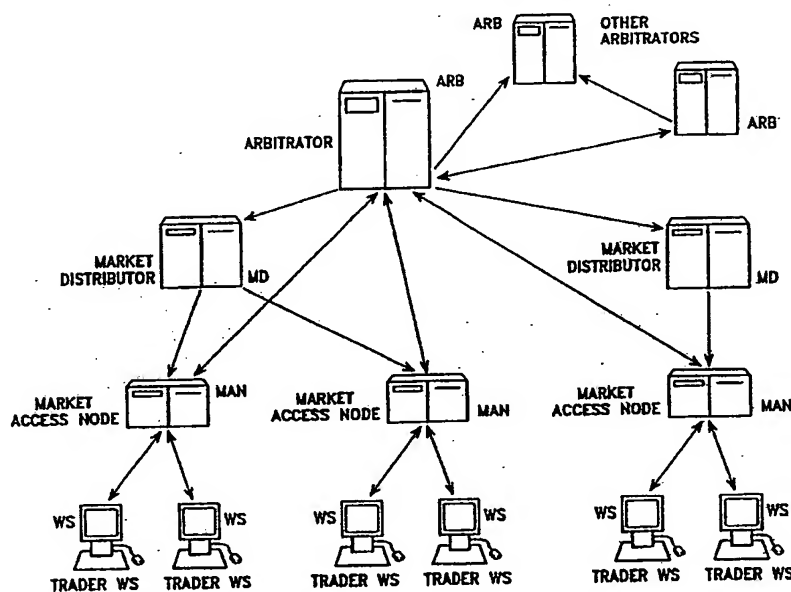 ARB
OTHER
ARBITRATORS
ARB
ARB
ARBITRATOR
MARKET
DISTRIBUTOR
MD
MARKET
DISTRIBUTOR
MD
MARKET
ACCESS NODE
MAN
MARKET
ACCESS NODE
MAN
MARKET
ACCESS NODE
MAN
WS
WS
WS
WS
WS
WS
TRADER WS
TRADER WS
TRADER WS
TRADER WS
TRADER WS
TRADER WS